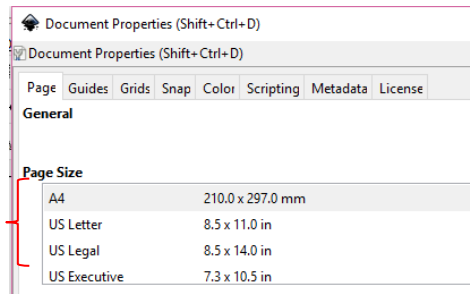 Document Properties (Shift+Ctrl+D)
Document Properties (Shift+Ctrl+D)
Page Guides Grids Snap Color Scripting Metadata License
General
Page Size
A4 210.0 x 297.0 mm
US Letter 8.5 x 11.0 in
US Legal 8.5 x 14.0 in
US Executive 7.3 x 10.5 in